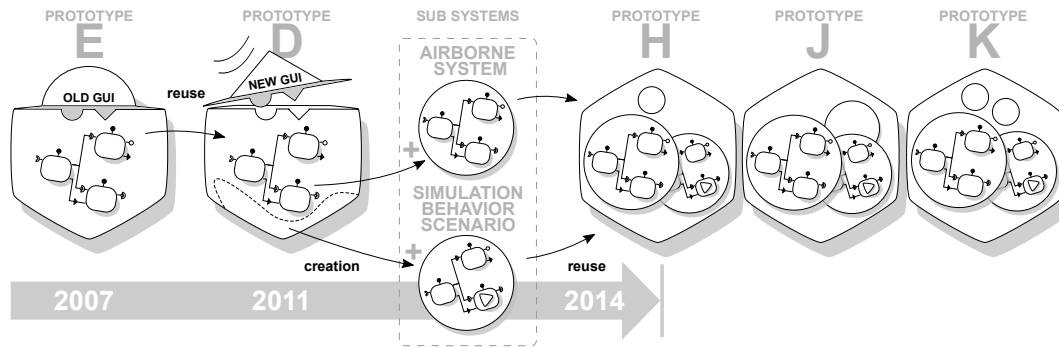 PROTOTYPE
E
PROTOTYPE
D
SUB SYSTEMS
PROTOTYPE
H
PROTOTYPE
J
PROTOTYPE
K
AIRBORNE
SYSTEM
OLD GUI
reuse
NEW GUI
+
SIMULATION
BEHAVIOR
SCENARIO
+
creation
reuse
2007
2011
2014